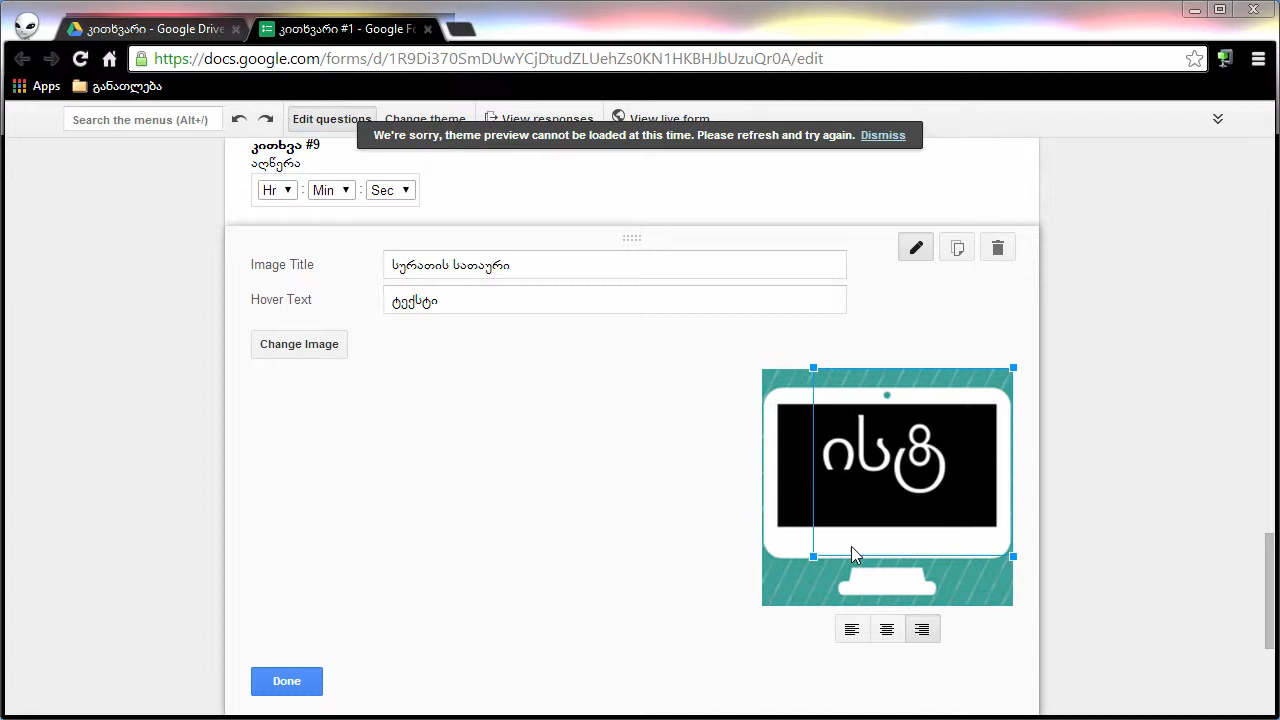 კითხვარი - Google Drive
კითხვარი #1 - Google Fo
https://docs.google.com/forms/d/1R9Di370SmDUwYCjDtudZLUehZs0KN1HKBHJbUzuQr0A/edit
Apps
განათლება
Search the menus (Alt+/)
Edit questions
Change theme
View responses
View live form
We're sorry, theme preview cannot be loaded at this time. Please refresh and try again. Dismiss
კითხვა #9
აღწერა
Hr : Min : Sec
Image Title
სურათის სათაური
Hover Text
ტექსტი
Change Image
ისტ
Done